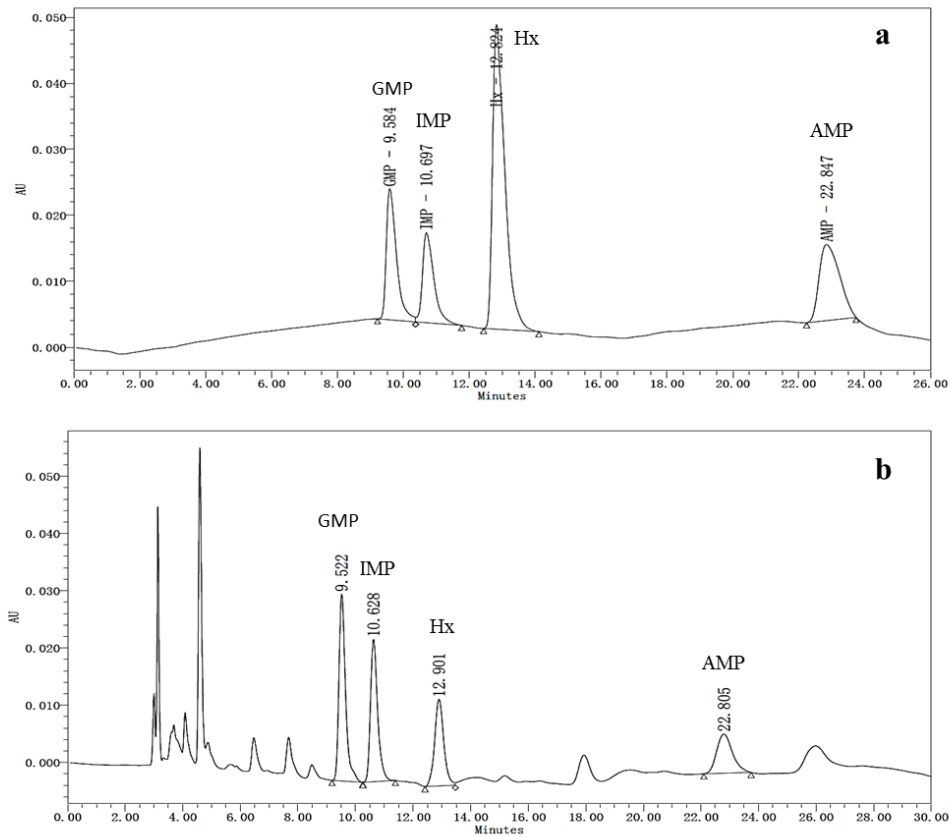 a
GMP
IMP
Hx
AMP
GMP - 9.584
IMP - 10.697
Hx - 12.824
AMP - 22.847
AU
0.050
0.040
0.030
0.020
0.010
0.000
0.00 2.00 4.00 6.00 8.00 10.00 12.00 14.00 16.00 18.00 20.00 22.00 24.00 26.00
Minutes
b
GMP
IMP
Hx
AMP
9.522
10.628
12.901
22.805
AU
0.050
0.040
0.030
0.020
0.010
0.000
0.00 2.00 4.00 6.00 8.00 10.00 12.00 14.00 16.00 18.00 20.00 22.00 24.00 26.00 28.00 30.00
Minutes